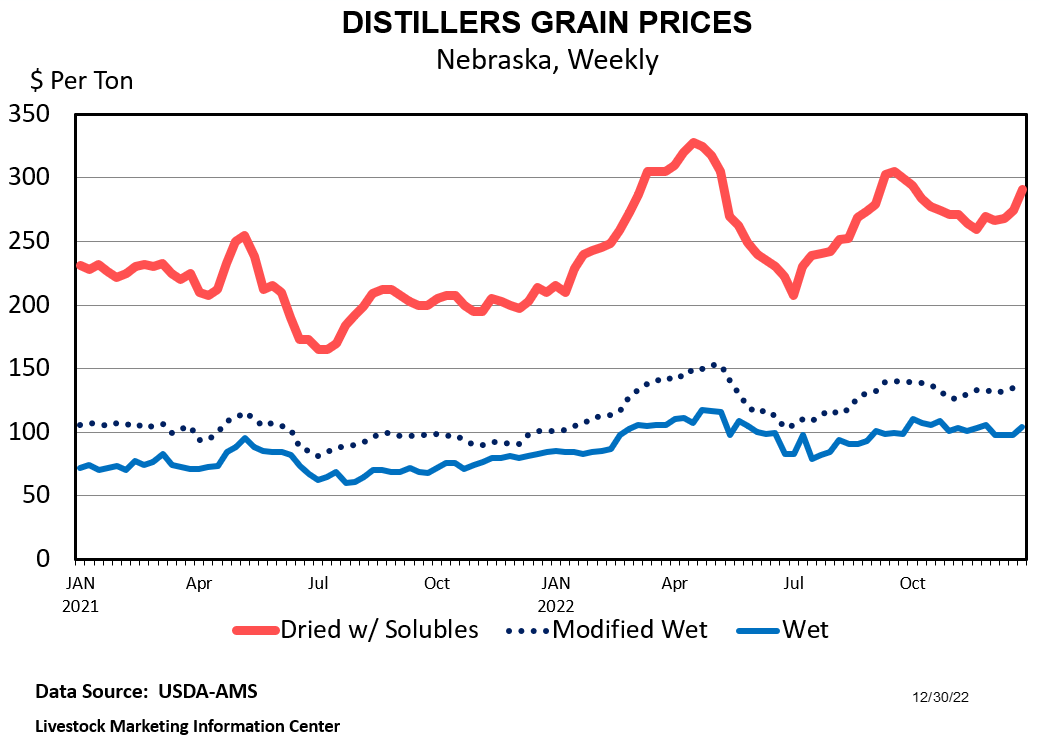 DISTILLERS GRAIN PRICES
Nebraska, Weekly
$ Per Ton
350
300
250
200
150
100
50
0
JAN Apr Jul Oct JAN Apr Jul Oct
2021 2022
Dried w/ Solubles Modified Wet Wet
Data Source: USDA-AMS
12/30/22
Livestock Marketing Information Center